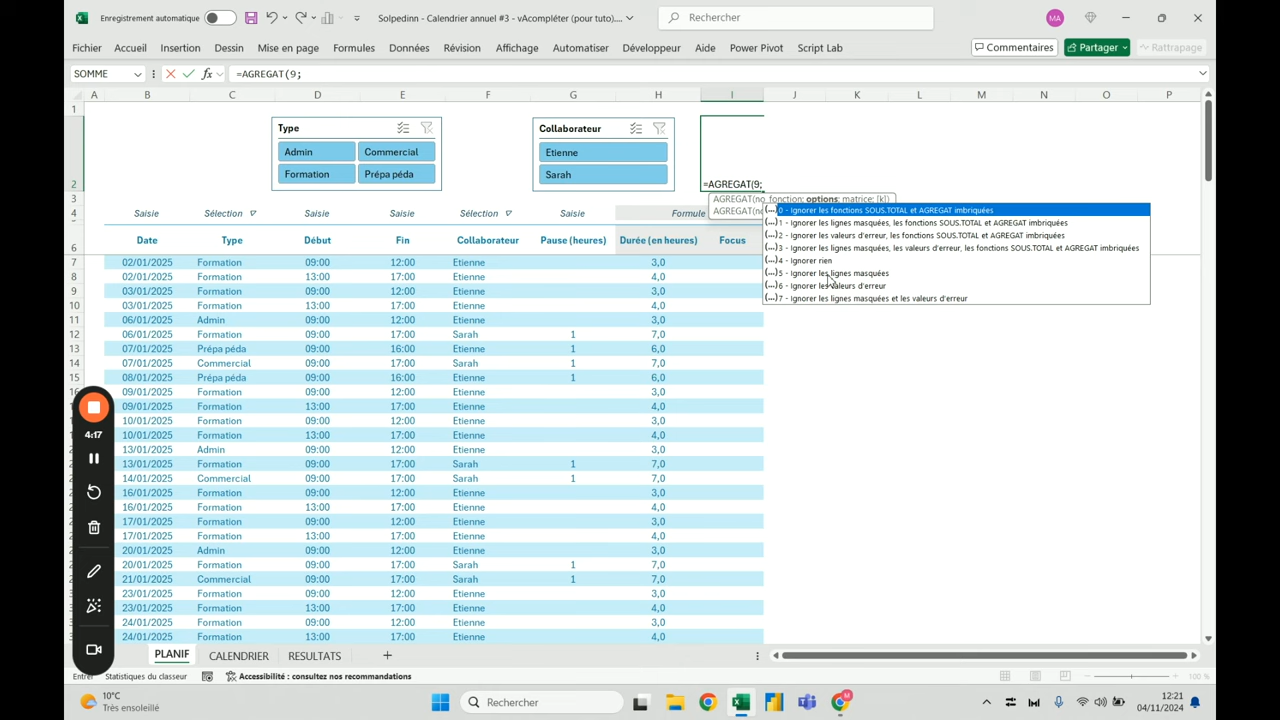 Enregistrement automatique
Solpedinn - Calendrier annuel #3 - vAcompléter (pour tuto)....
Rechercher
MA
Fichier Accueil Insertion Dessin Mise en page Formules Données Révision Affichage Automatiser Développeur Aide Power Pivot Script Lab Commentaires Partager Rattrapage
SOMME fx =AGREGAT(9;
A B C D E F G H I J K L M N O P
1
Type
Admin Commercial
Formation Prépa péda
Collaborateur
Etienne
Sarah
2 =AGREGAT(9;
3 AGREGAT(no_fonction; options; matrice; [k])
4 Saisie Sélection Saisie Saisie Sélection Saisie Formule
0 - Ignorer les fonctions SOUS.TOTAL et AGREGAT imbriquées
1 - Ignorer les lignes masquées, les fonctions SOUS.TOTAL et AGREGAT imbriquées
2 - Ignorer les valeurs d'erreur, les fonctions SOUS.TOTAL et AGREGAT imbriquées
3 - Ignorer les lignes masquées, les valeurs d'erreur, les fonctions SOUS.TOTAL et AGREGAT imbriquées
4 - Ignorer rien
5 - Ignorer les lignes masquées
6 - Ignorer les valeurs d'erreur
7 - Ignorer les lignes masquées et les valeurs d'erreur
6 Date Type Début Fin Collaborateur Pause (heures) Durée (en heures) Focus
7 02/01/2025 Formation 09:00 12:00 Etienne 3,0
8 02/01/2025 Formation 13:00 17:00 Etienne 4,0
9 03/01/2025 Formation 09:00 12:00 Etienne 3,0
10 03/01/2025 Formation 13:00 17:00 Etienne 4,0
11 06/01/2025 Admin 09:00 12:00 Etienne 3,0
12 06/01/2025 Formation 09:00 17:00 Sarah 1 7,0
13 07/01/2025 Prépa péda 09:00 16:00 Etienne 1 6,0
14 07/01/2025 Commercial 09:00 17:00 Sarah 1 7,0
15 08/01/2025 Prépa péda 09:00 16:00 Etienne 1 6,0
16 09/01/2025 Formation 09:00 12:00 Etienne 3,0
09/01/2025 Formation 13:00 17:00 Etienne 4,0
10/01/2025 Formation 09:00 12:00 Etienne 3,0
10/01/2025 Formation 13:00 17:00 Etienne 4,0
13/01/2025 Admin 09:00 12:00 Etienne 3,0
13/01/2025 Formation 09:00 17:00 Sarah 1 7,0
14/01/2025 Commercial 09:00 17:00 Sarah 1 7,0
16/01/2025 Formation 09:00 12:00 Etienne 3,0
16/01/2025 Formation 13:00 17:00 Etienne 4,0
17/01/2025 Formation 09:00 12:00 Etienne 3,0
17/01/2025 Formation 13:00 17:00 Etienne 4,0
20/01/2025 Admin 09:00 12:00 Etienne 3,0
20/01/2025 Formation 09:00 17:00 Sarah 1 7,0
21/01/2025 Commercial 09:00 17:00 Sarah 1 7,0
23/01/2025 Formation 09:00 12:00 Etienne 3,0
23/01/2025 Formation 13:00 17:00 Etienne 4,0
24/01/2025 Formation 09:00 12:00 Etienne 3,0
24/01/2025 Formation 13:00 17:00 Etienne 4,0
4:17
PLANIF CALENDRIER RESULTATS +
Entrer Statistiques du classeur Accessibilité : consultez nos recommandations 100 %
10°C
Très ensoleillé
Rechercher
12:21
04/11/2024